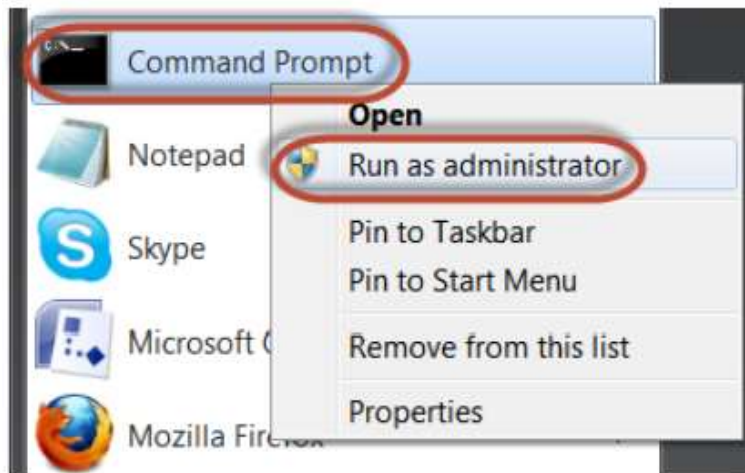 Command Prompt
Open
Notepad
Run as administrator
Pin to Taskbar
Skype
Pin to Start Menu
Microsoft
Remove from this list
Properties
Mozilla Firefox